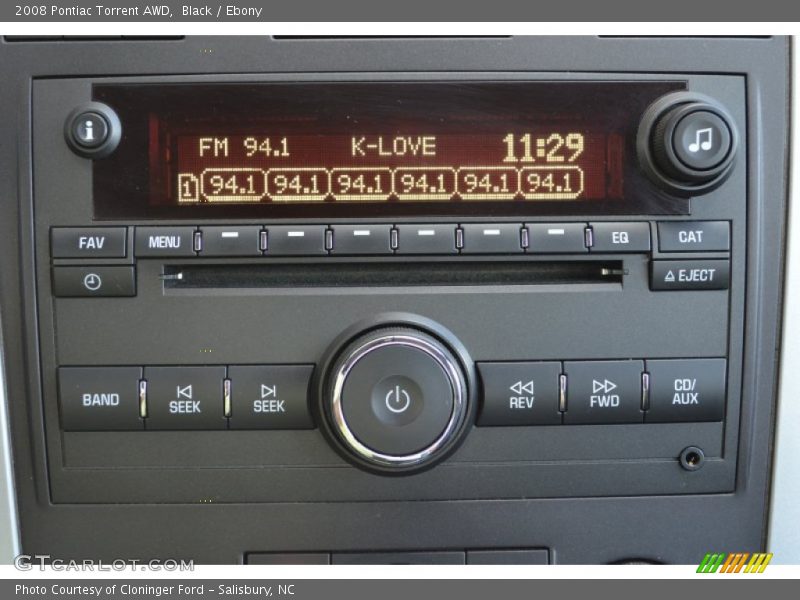 2008 Pontiac Torrent AWD,  Black / Ebony
i
FM 94.1 K-LOVE 11:29
1 94.1 94.1 94.1 94.1 94.1 94.1
FAV MENU EQ CAT
EJECT
BAND SEEK SEEK REV FWD CD/
AUX
GTCARLOT.COM
Photo Courtesy of Cloninger Ford – Salisbury, NC